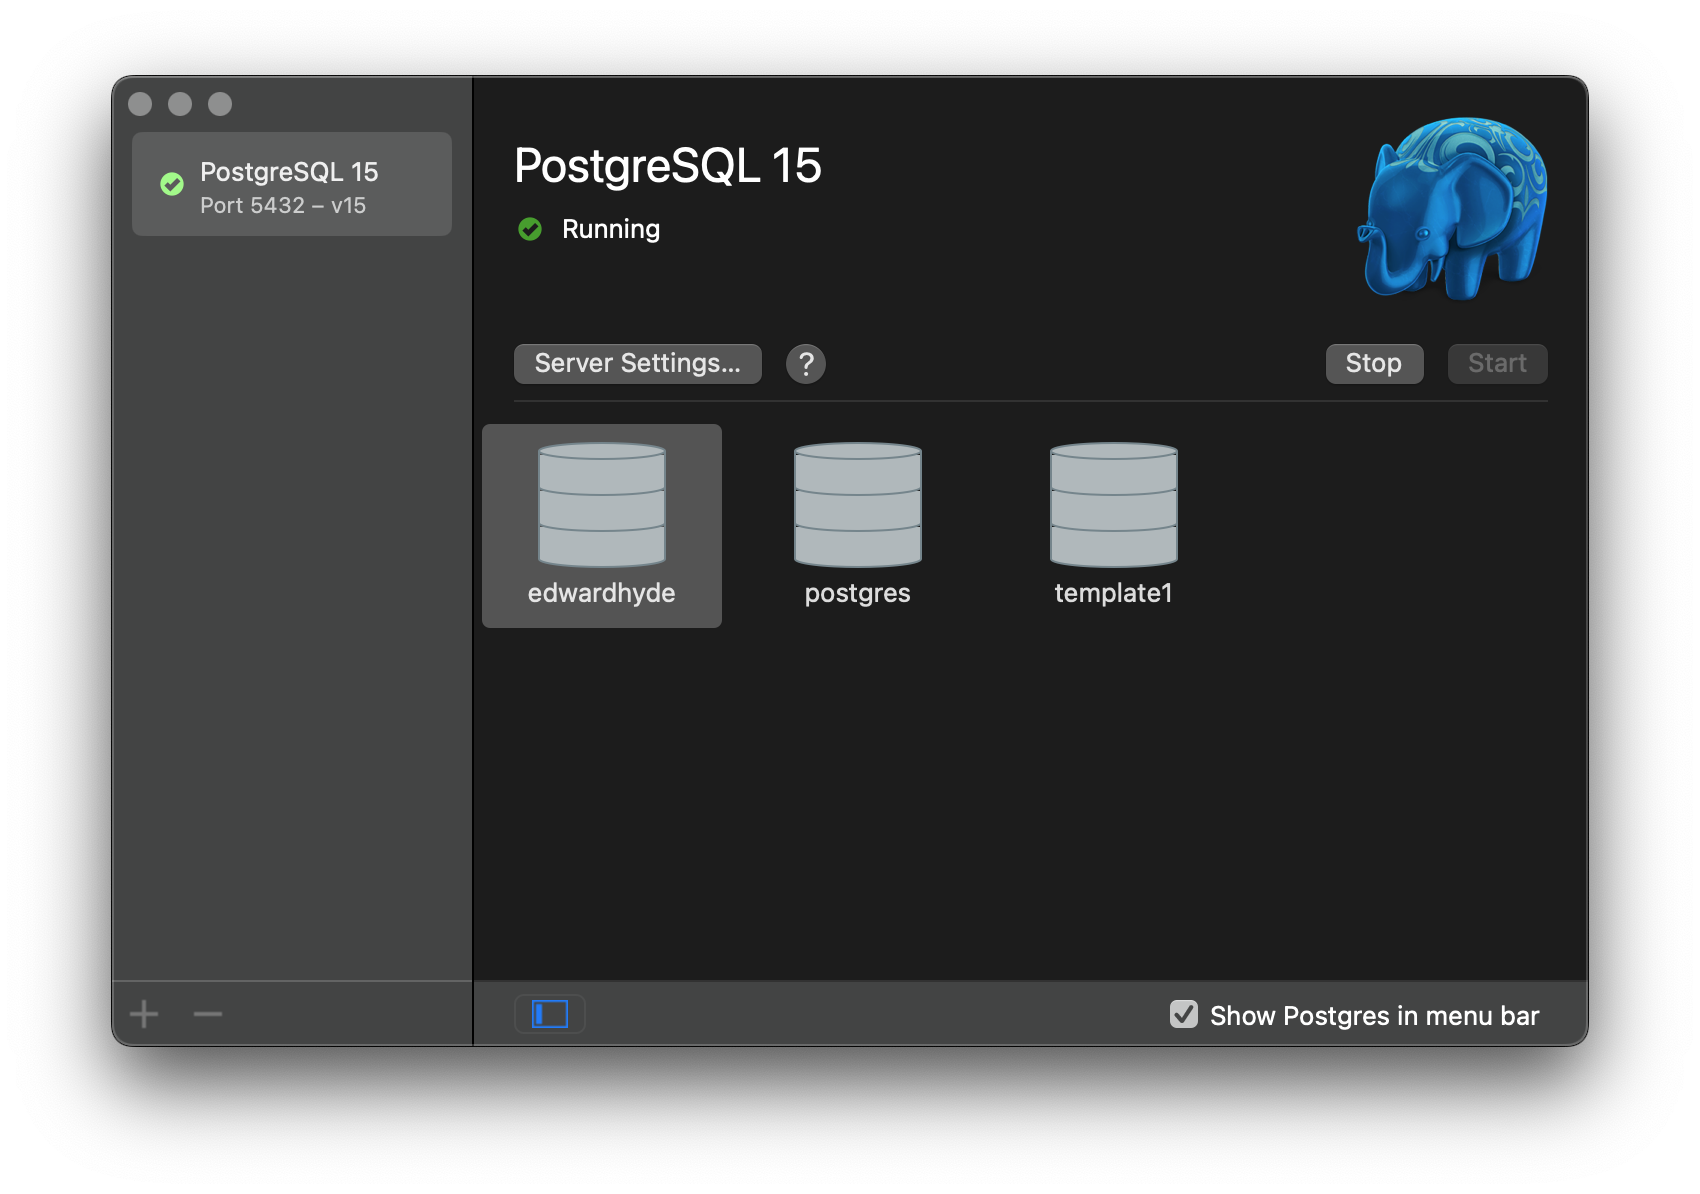 PostgreSQL 15
Port 5432 – v15
PostgreSQL 15
Running
Server Settings...
?
Stop
Start
edwardhyde
postgres
template1
Show Postgres in menu bar